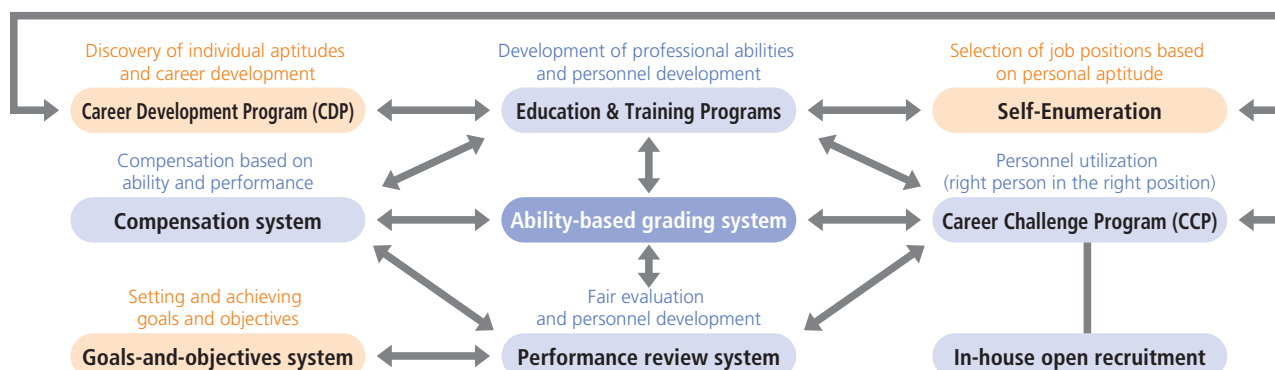 Discovery of individual aptitudes
and career development
Career Development Program (CDP)
Development of professional abilities
and personnel development
Education & Training Programs
Selection of job positions based
on personal aptitude
Self-Enumeration
Compensation based on
ability and performance
Compensation system
Ability-based grading system
Personnel utilization
(right person in the right position)
Career Challenge Program (CCP)
Setting and achieving
goals and objectives
Goals-and-objectives system
Fair evaluation
and personnel development
Performance review system
In-house open recruitment